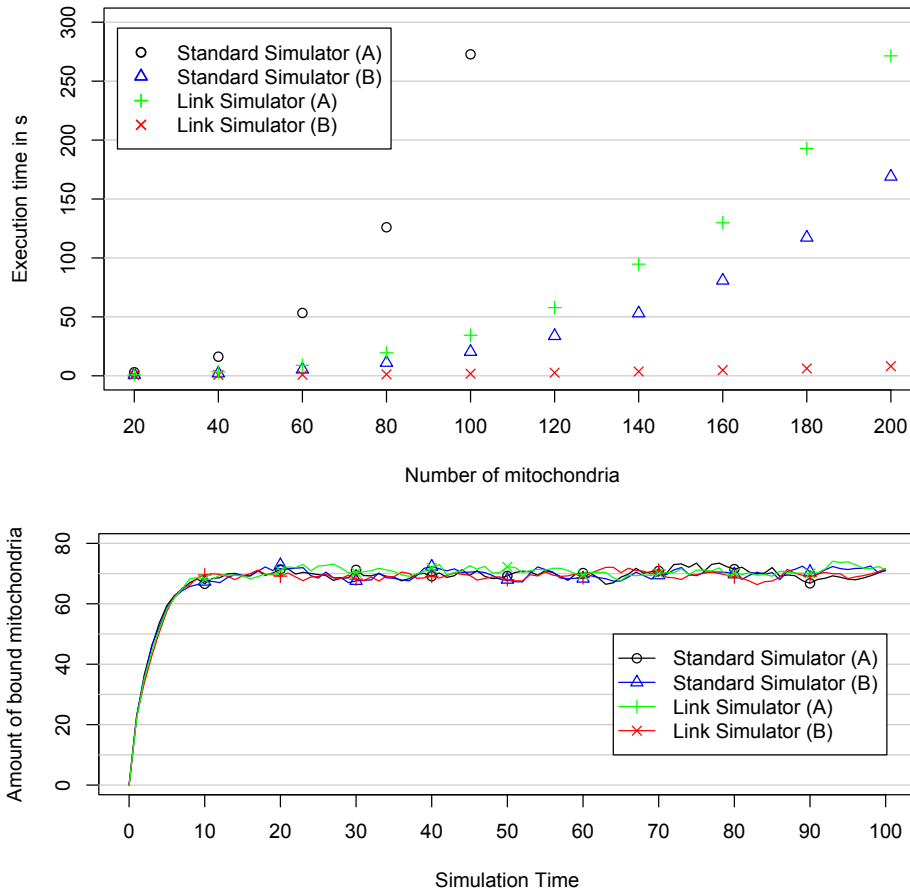 300
250
200
150
100
50
0
Execution time in s
Standard Simulator (A)
Standard Simulator (B)
Link Simulator (A)
Link Simulator (B)
20 40 60 80 100 120 140 160 180 200
Number of mitochondria
80
60
40
20
0
Amount of bound mitochondria
Standard Simulator (A)
Standard Simulator (B)
Link Simulator (A)
Link Simulator (B)
0 10 20 30 40 50 60 70 80 90 100
Simulation Time